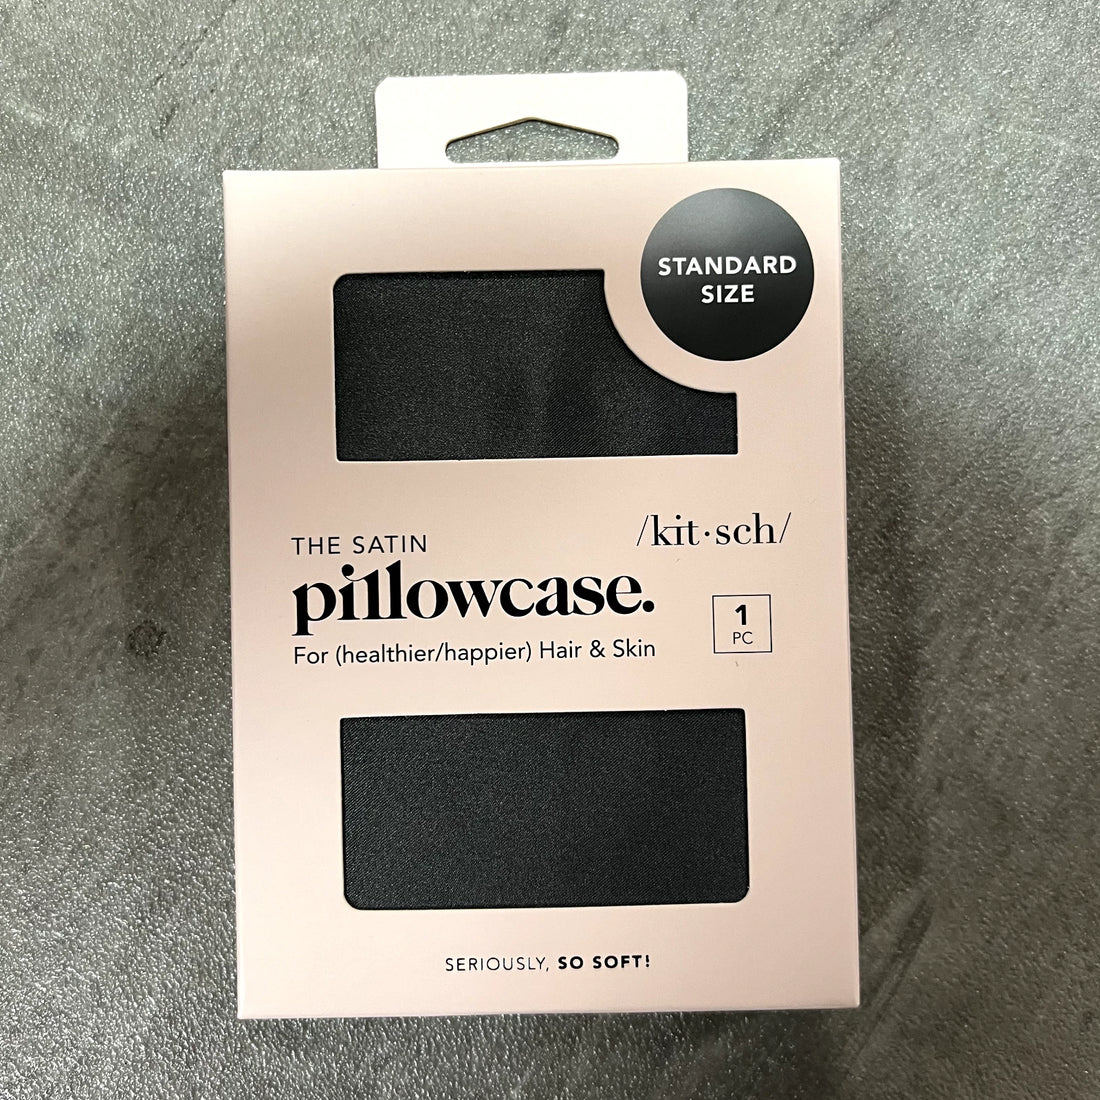 STANDARD
SIZE
/kit·sch/
THE SATIN
pillowcase.
1
PC
For (healthier/happier) Hair & Skin
SERIOUSLY, SO SOFT!